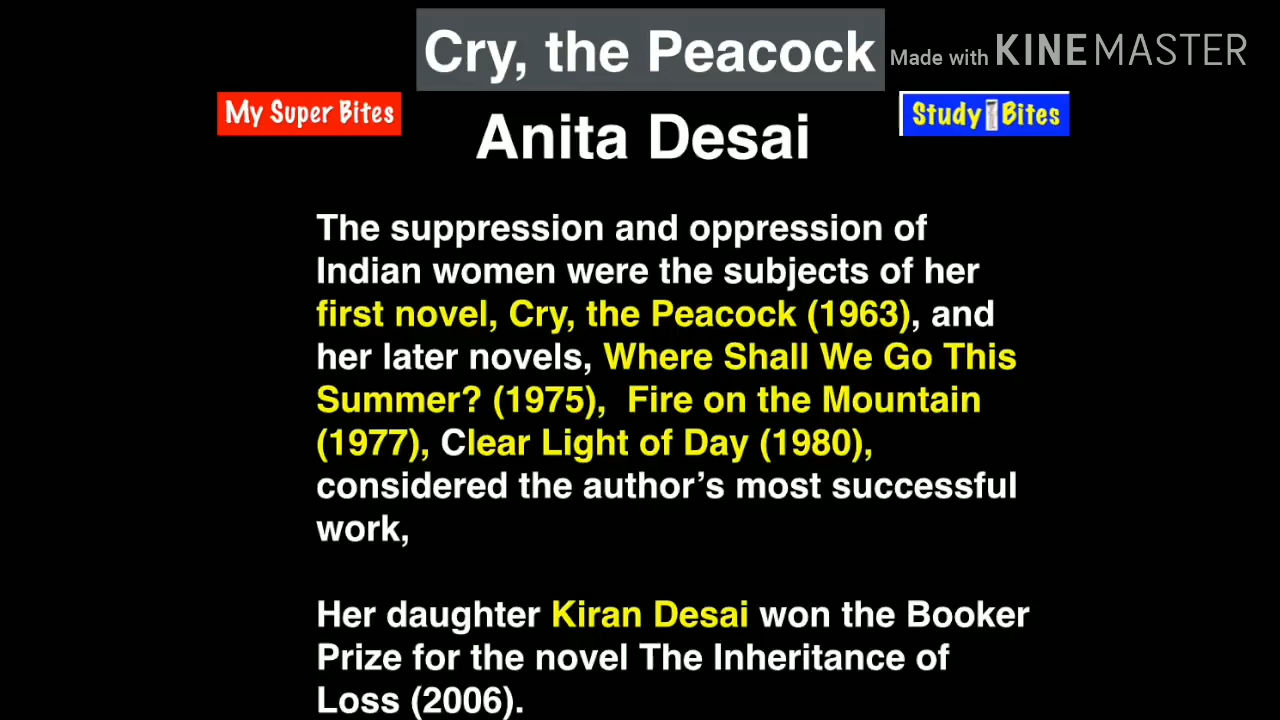 Cry, the Peacock
Made with KINEMASTER
My Super Bites
Study Bites
Anita Desai
The suppression and oppression of
Indian women were the subjects of her
first novel, Cry, the Peacock (1963), and
her later novels, Where Shall We Go This
Summer? (1975),  Fire on the Mountain
(1977), Clear Light of Day (1980),
considered the author’s most successful
work,
Her daughter Kiran Desai won the Booker
Prize for the novel The Inheritance of
Loss (2006).